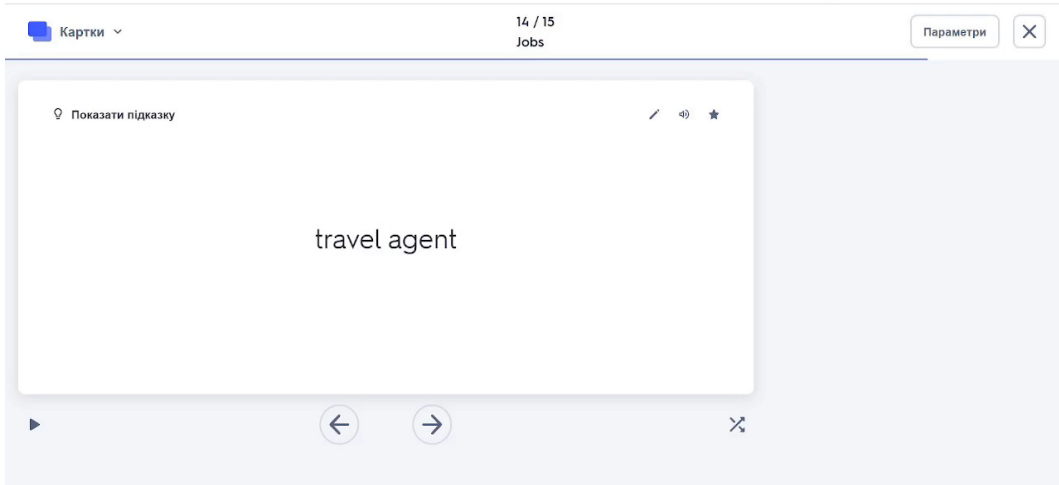 Картки
14 / 15
Jobs
Параметри
Показати підказку
travel agent